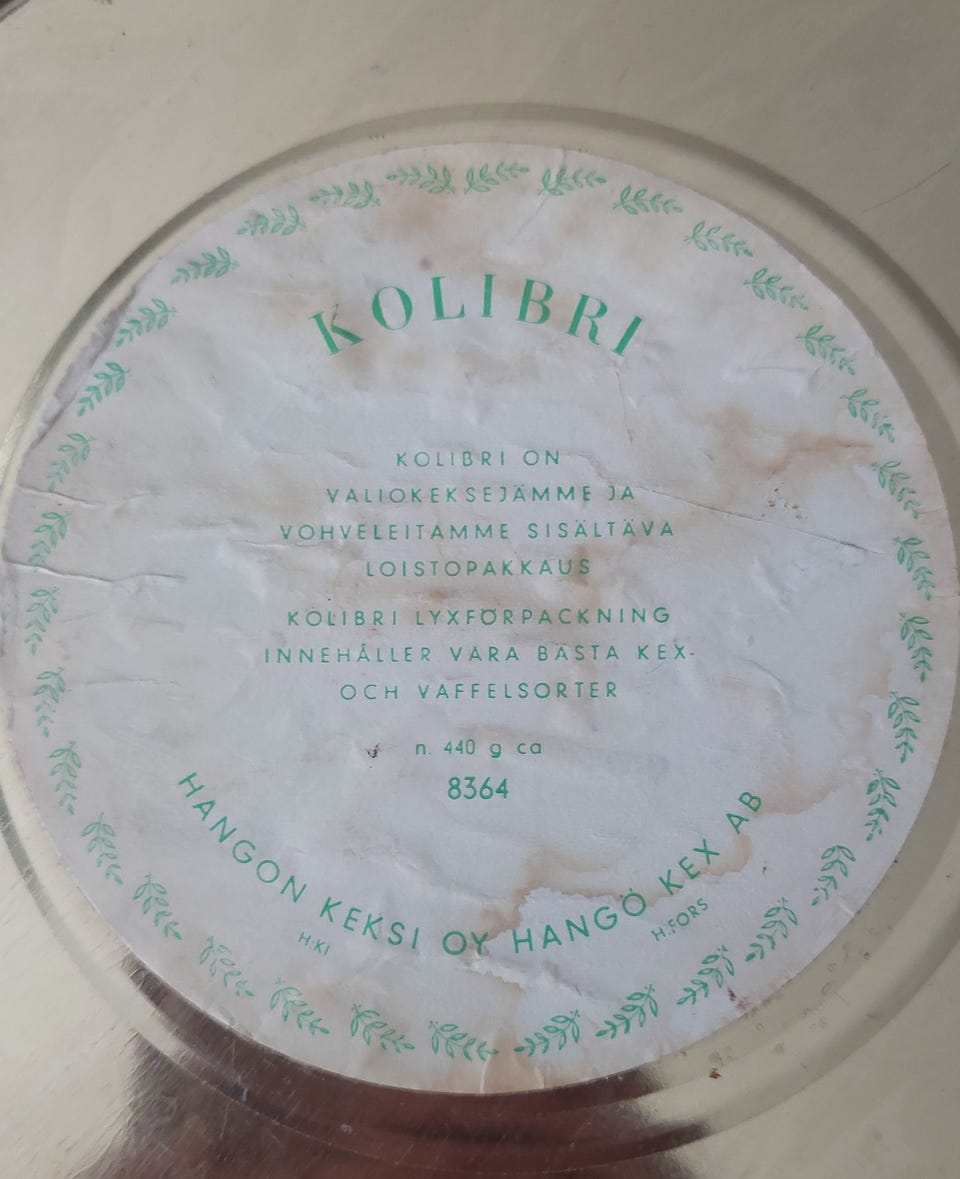 KOLIBRI
KOLIBRI ON
VALIOKEKSEJÄMME JA
VOHVELEITAMME SISÄLTÄVA
LOISTOPAKKAUS
KOLIBRI LYXFÖRPACKNING
INNEHÅLLER VÅRA BÄSTA KEX-
OCH VAFFELSORTER
n. 440 g ca
8364
HANGON KEKSI OY HANGÖ KEX AB
H:KI H.FORS